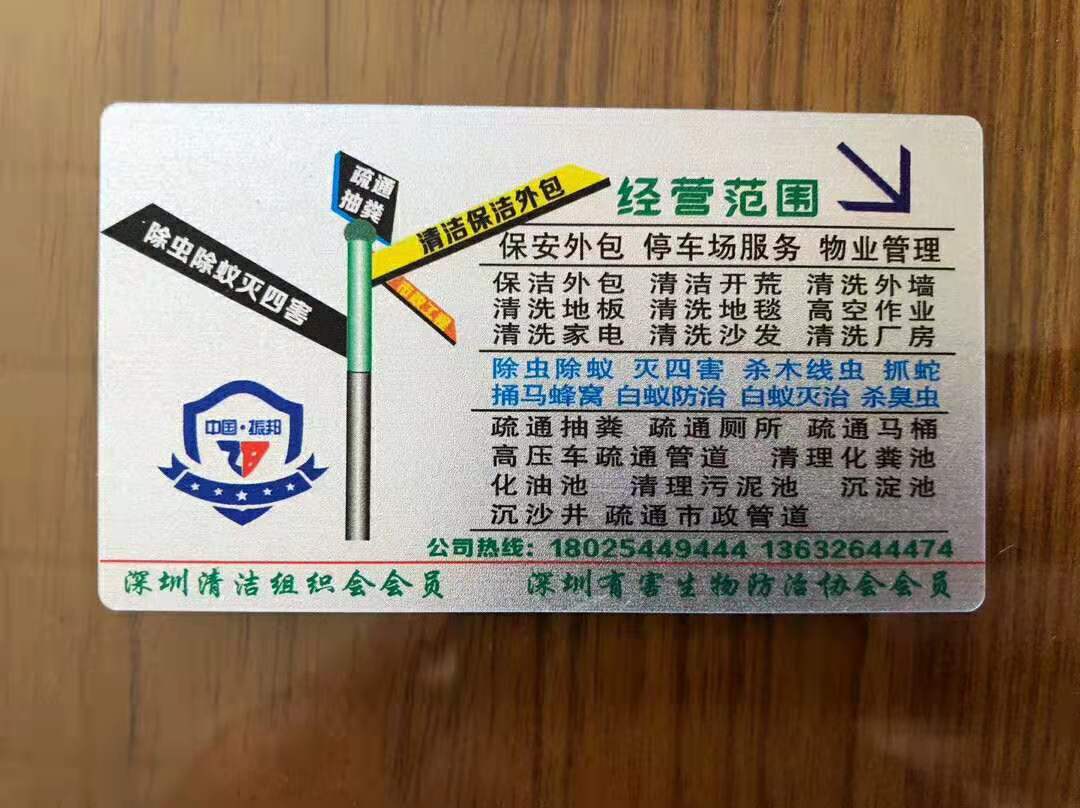 疏通
抽粪
清洁保洁外包
除虫除蚁灭四害
中国·振邦
经营范围
保安外包 停车场服务 物业管理
保洁外包 清洁开荒 清洗外墙
清洗地板 清洗地毯 高空作业
清洗家电 清洗沙发 清洗厂房
除虫除蚁 灭四害 杀木线虫 抓蛇
捅马蜂窝 白蚁防治 白蚁灭治 杀臭虫
疏通抽粪 疏通厕所 疏通马桶
高压车疏通管道 清理化粪池
化油池 清理污泥池 沉淀池
沉沙井 疏通市政管道
公司热线：18025449444 13632644474
深圳清洁组织会会员 深圳有害生物防治协会会员